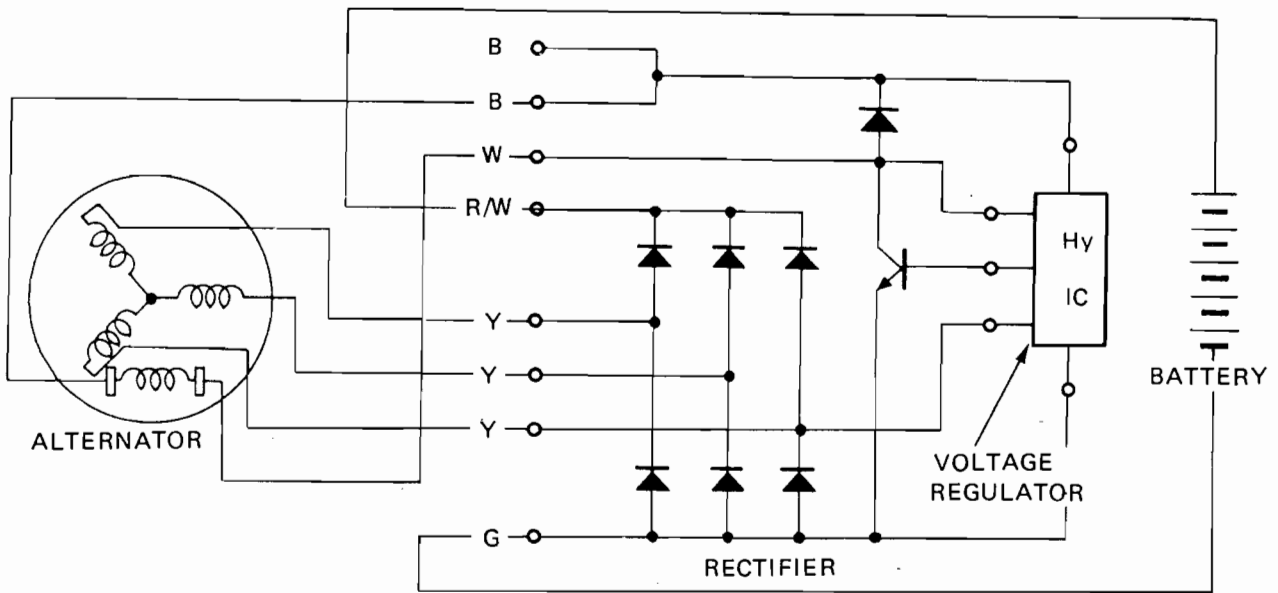 B
B
W
R/W
Y
Y
Y
G
ALTERNATOR
RECTIFIER
Hy
IC
VOLTAGE
REGULATOR
BATTERY